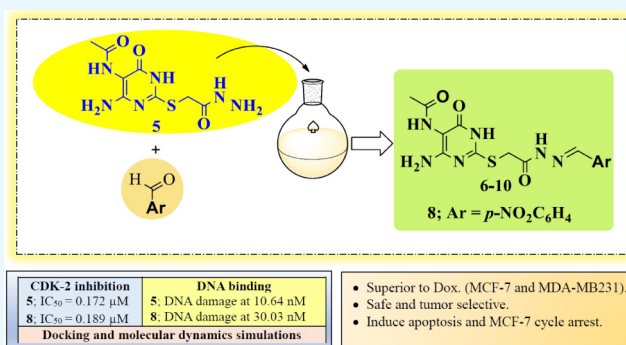 O
HN
O
NH
H₂N
N
S
O
H
N
NH₂
5
+
H
O
Ar
♠
O
HN
O
NH
H₂N
N
S
O
H
N
N
Ar
6-10
8; Ar = p-NO₂C₆H₄
CDK-2 inhibition
5; IC₅₀ = 0.172 µM
8; IC₅₀ = 0.189 µM
DNA binding
5; DNA damage at 10.64 nM
8; DNA damage at 30.03 nM
Docking and molecular dynamics simulations
• Superior to Dox. (MCF-7 and MDA-MB231).
• Safe and tumor selective.
• Induce apoptosis and MCF-7 cycle arrest.